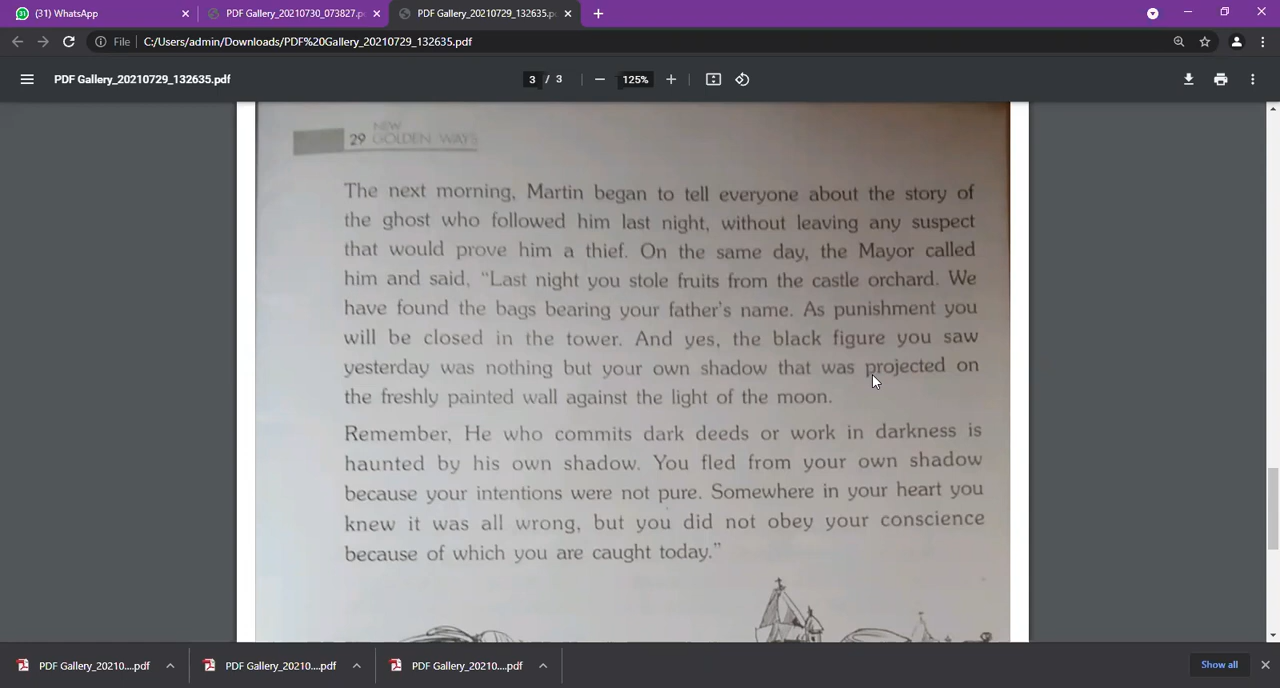 (31) WhatsApp
PDF Gallery_20210730_073827.p
PDF Gallery_20210729_132635.p
File
C:/Users/admin/Downloads/PDF%20Gallery_20210729_132635.pdf
PDF Gallery_20210729_132635.pdf
3 / 3
125%
29 NEW GOLDEN WAYS
The next morning, Martin began to tell everyone about the story of
the ghost who followed him last night, without leaving any suspect
that would prove him a thief. On the same day, the Mayor called
him and said, "Last night you stole fruits from the castle orchard. We
have found the bags bearing your father's name. As punishment you
will be closed in the tower. And yes, the black figure you saw
yesterday was nothing but your own shadow that was projected on
the freshly painted wall against the light of the moon.
Remember, He who commits dark deeds or work in darkness is
haunted by his own shadow. You fled from your own shadow
because your intentions were not pure. Somewhere in your heart you
knew it was all wrong, but you did not obey your conscience
because of which you are caught today."
PDF Gallery_20210....pdf
PDF Gallery_20210....pdf
PDF Gallery_20210....pdf
Show all